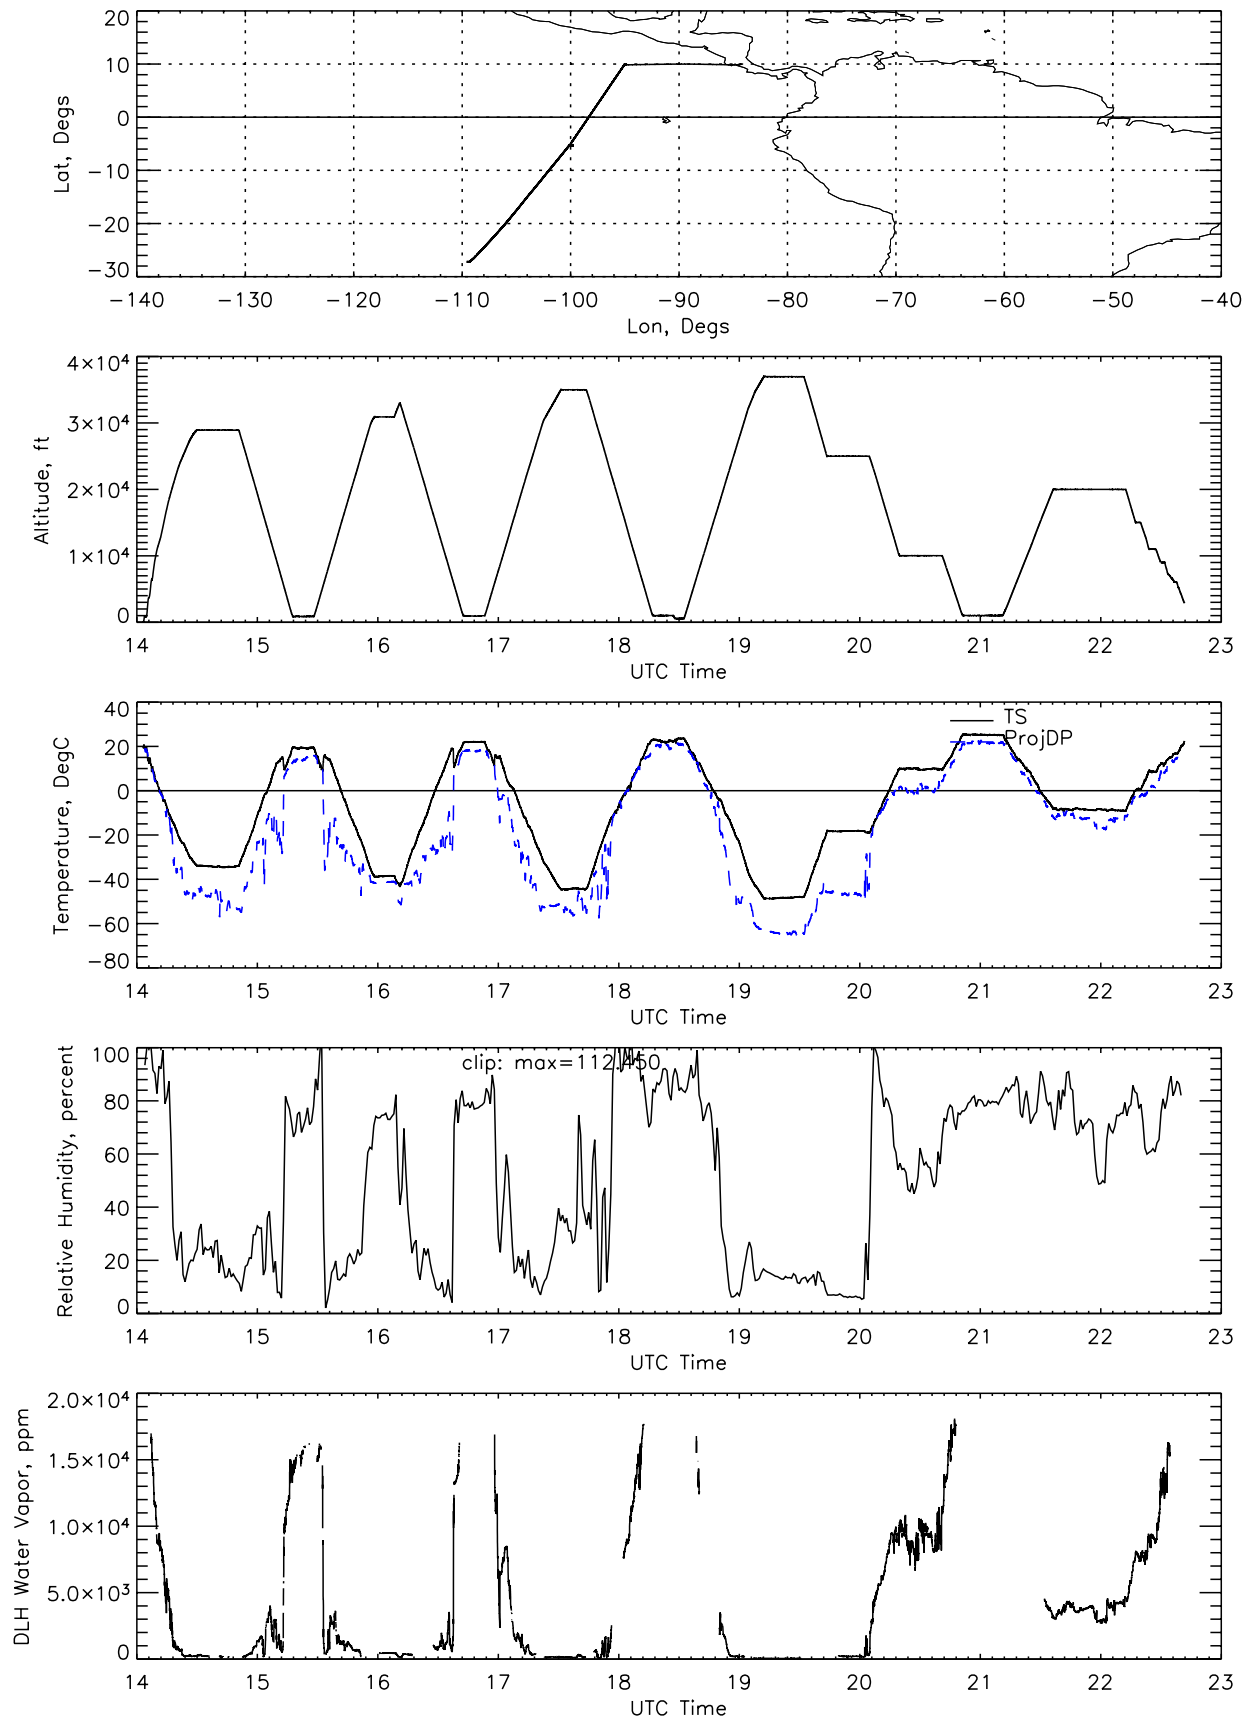 20
10
0
−10
−20
−30
Lat, Degs
−140 −130 −120 −110 −100 −90 −80 −70 −60 −50 −40
Lon, Degs
4×10⁴
3×10⁴
2×10⁴
1×10⁴
0
Altitude, ft
14 15 16 17 18 19 20 21 22 23
UTC Time
40
20
0
−20
−40
−60
−80
Temperature, DegC
TS
ProjDP
14 15 16 17 18 19 20 21 22 23
UTC Time
100
80
60
40
20
0
Relative Humidity, percent
clip: max=112.450
14 15 16 17 18 19 20 21 22 23
UTC Time
2.0×10⁴
1.5×10⁴
1.0×10⁴
5.0×10³
0
DLH Water Vapor, ppm
14 15 16 17 18 19 20 21 22 23
UTC Time